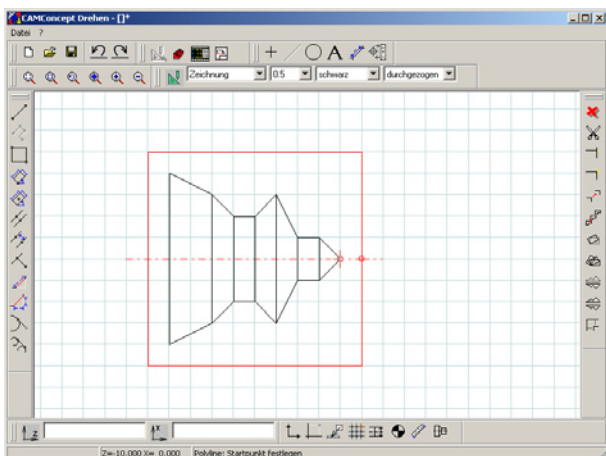 CAMConcept Drehen - []*
Datei ?
A
Zeichnung 0.5 schwarz durchgezogen
Z X
Z=-10.000 X= 0.000 Polyline: Startpunkt festlegen